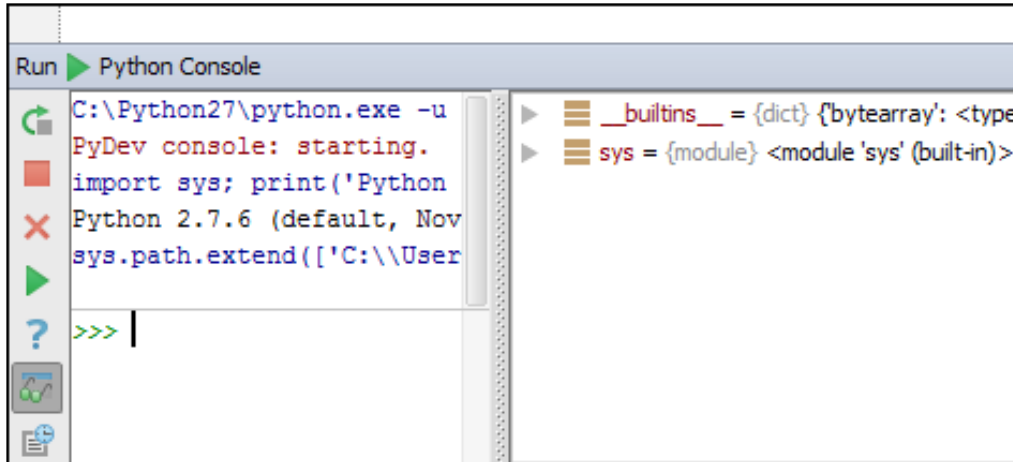 Run Python Console
C:\Python27\python.exe -u
PyDev console: starting.
import sys; print('Python
Python 2.7.6 (default, Nov
sys.path.extend(['C:\\User
>>>
?
__builtins__ = {dict} {'bytearray': <type
sys = {module} <module 'sys' (built-in)>